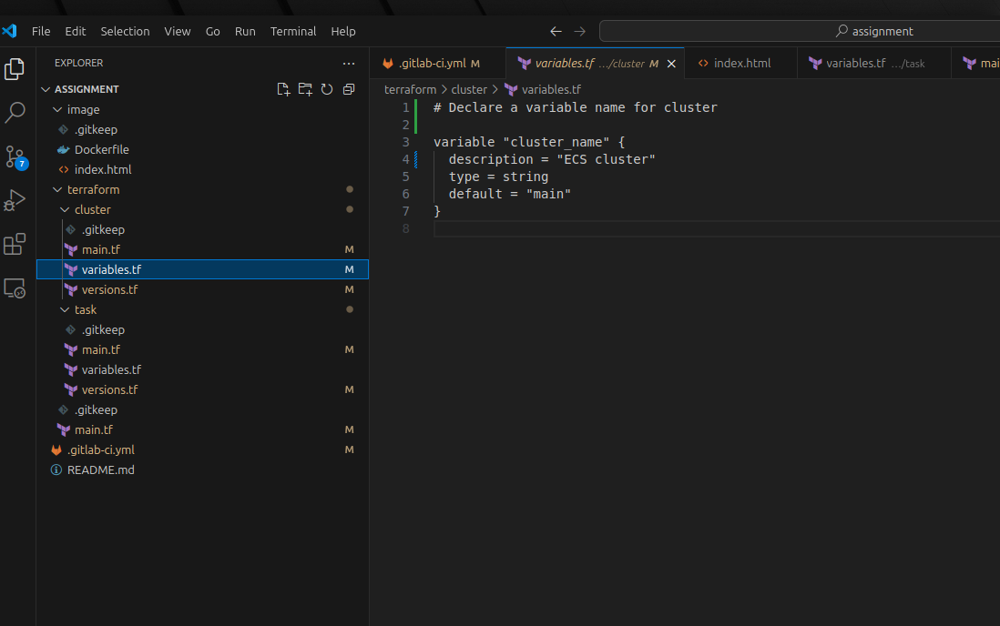 File Edit Selection View Go Run Terminal Help
assignment
EXPLORER
ASSIGNMENT
image
.gitkeep
Dockerfile
index.html
terraform
cluster
.gitkeep
main.tf M
variables.tf M
versions.tf M
task
.gitkeep
main.tf M
variables.tf
versions.tf M
.gitkeep
main.tf M
.gitlab-ci.yml M
README.md
7
.gitlab-ci.yml M variables.tf .../cluster M index.html variables.tf .../task mai
terraform > cluster > variables.tf
1 # Declare a variable name for cluster
2
3 variable "cluster_name" {
4 description = "ECS cluster"
5 type = string
6 default = "main"
7 }
8